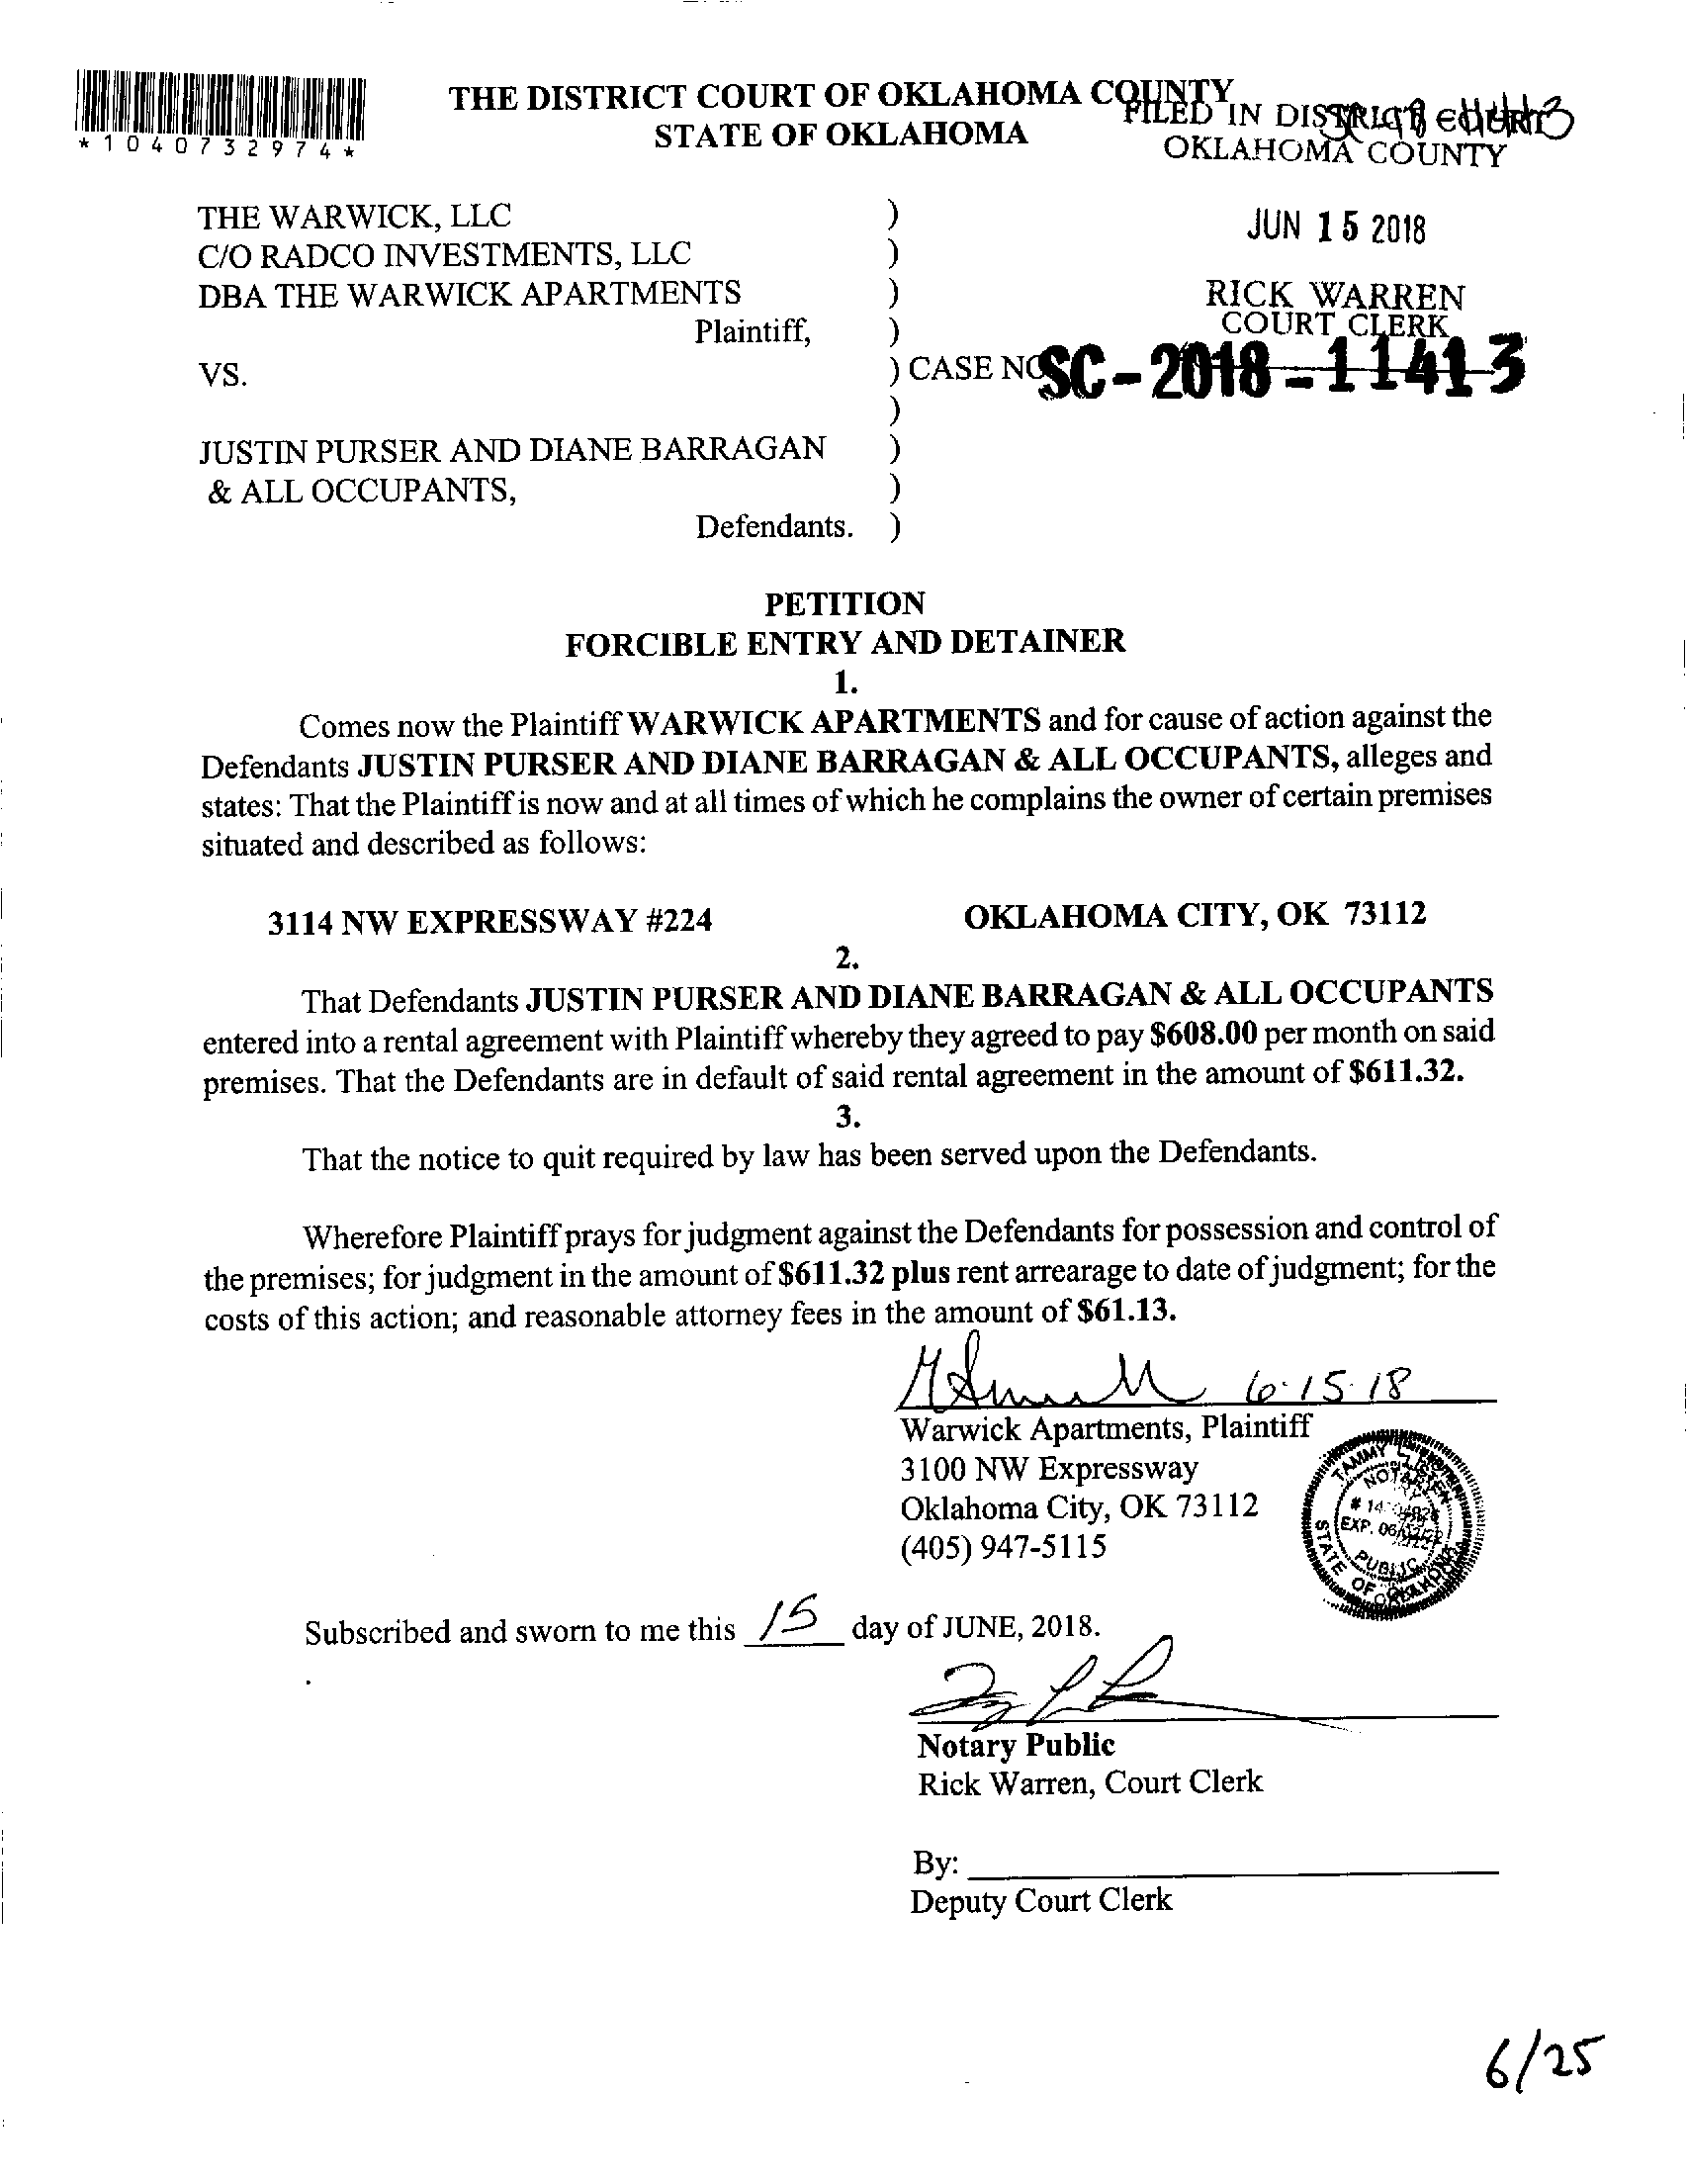 THE DISTRICT COURT OF OKLAHOMA COUNTY
STATE OF OKLAHOMA
*1040732974*
FILED IN DISTRICT COURT
OKLAHOMA COUNTY
JUN 15 2018
RICK WARREN
COURT CLERK
THE WARWICK, LLC )
C/O RADCO INVESTMENTS, LLC )
DBA THE WARWICK APARTMENTS )
Plaintiff, )
VS. ) CASE NO SC-2018-11413
)
JUSTIN PURSER AND DIANE BARRAGAN )
& ALL OCCUPANTS, )
Defendants. )
PETITION
FORCIBLE ENTRY AND DETAINER
1.
Comes now the Plaintiff WARWICK APARTMENTS and for cause of action against the
Defendants JUSTIN PURSER AND DIANE BARRAGAN & ALL OCCUPANTS, alleges and
states: That the Plaintiff is now and at all times of which he complains the owner of certain premises
situated and described as follows:
3114 NW EXPRESSWAY #224 OKLAHOMA CITY, OK 73112
2.
That Defendants JUSTIN PURSER AND DIANE BARRAGAN & ALL OCCUPANTS
entered into a rental agreement with Plaintiff whereby they agreed to pay $608.00 per month on said
premises. That the Defendants are in default of said rental agreement in the amount of $611.32.
3.
That the notice to quit required by law has been served upon the Defendants.
Wherefore Plaintiff prays for judgment against the Defendants for possession and control of
the premises; for judgment in the amount of $611.32 plus rent arrearage to date of judgment; for the
costs of this action; and reasonable attorney fees in the amount of $61.13.
6-15-18
Warwick Apartments, Plaintiff
3100 NW Expressway
Oklahoma City, OK 73112
(405) 947-5115
TAMMY
NOTARY
PUBLIC
STATE OF OKLAHOMA
Subscribed and sworn to me this 15 day of JUNE, 2018.
Notary Public
Rick Warren, Court Clerk
By:
Deputy Court Clerk
6/25